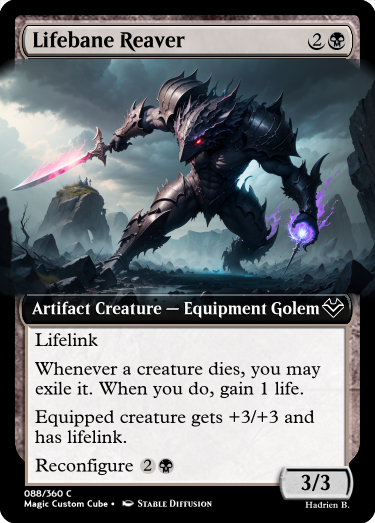 Lifebane Reaver 2
Artifact Creature — Equipment Golem
Lifelink
Whenever a creature dies, you may
exile it. When you do, gain 1 life.
Equipped creature gets +3/+3 and
has lifelink.
Reconfigure 2
3/3
088/360 C
Magic Custom Cube • Stable Diffusion
Hadrien B.